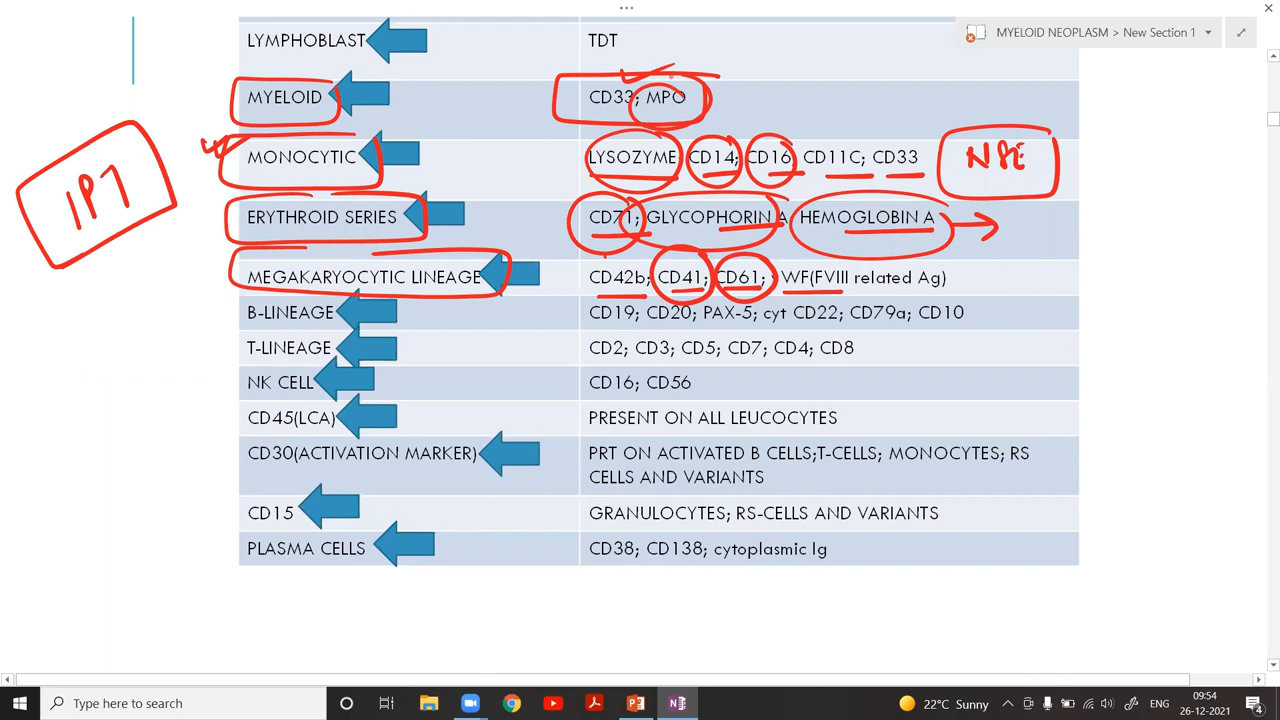 MYELOID NEOPLASM > New Section 1
LYMPHOBLAST TDT
MYELOID CD33; MPO
MONOCYTIC LYSOZYME; CD14; CD16; CD11C; CD33 NSE
ERYTHROID SERIES CD71; GLYCOPHORIN A HEMOGLOBIN A
IPT
MEGAKARYOCYTIC LINEAGE CD42b; CD41; CD61; vWF(FVIII related Ag)
B-LINEAGE CD19; CD20; PAX-5; cyt CD22; CD79a; CD10
T-LINEAGE CD2; CD3; CD5; CD7; CD4; CD8
NK CELL CD16; CD56
CD45(LCA) PRESENT ON ALL LEUCOCYTES
CD30(ACTIVATION MARKER) PRT ON ACTIVATED B CELLS;T-CELLS; MONOCYTES; RS
CELLS AND VARIANTS
CD15 GRANULOCYTES; RS-CELLS AND VARIANTS
PLASMA CELLS CD38; CD138; cytoplasmic Ig
Type here to search 22°C Sunny ENG 09:54
26-12-2021 4